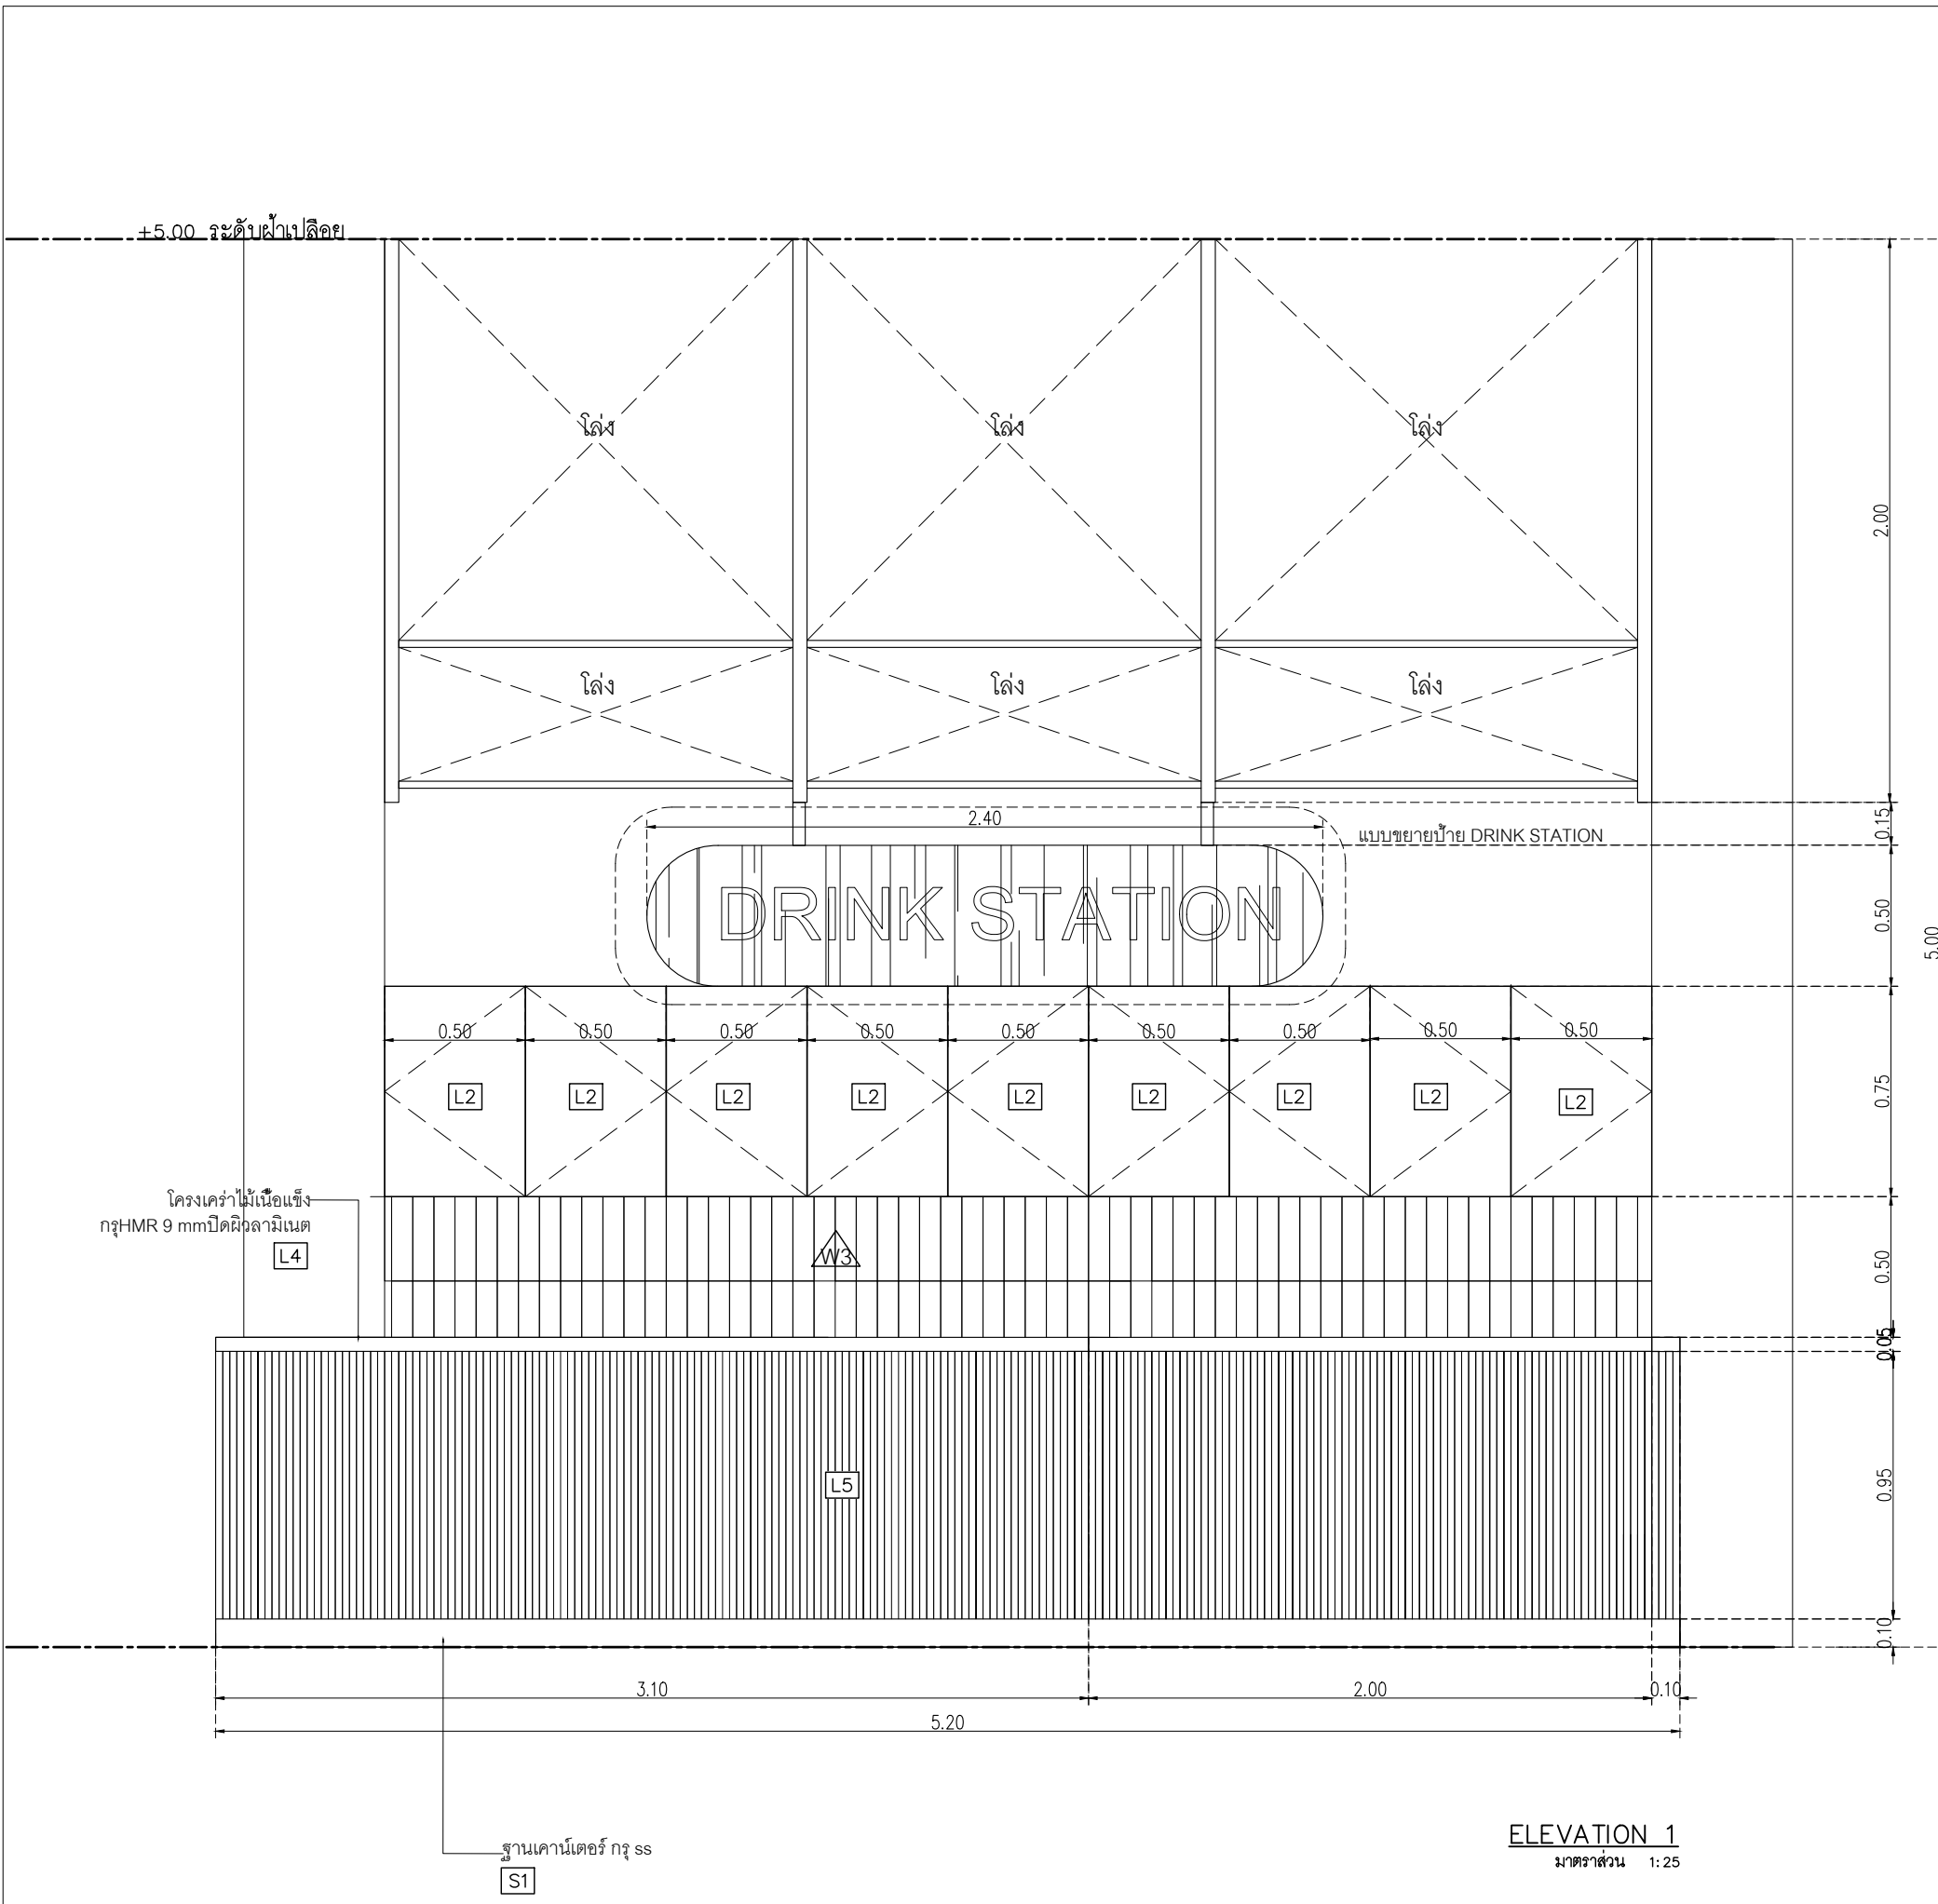 +5.00 ระดับฝ้าเปลือย
โล่ง โล่ง โล่ง
2.00
โล่ง โล่ง โล่ง
2.40
0.15
แบบขยายป้าย DRINK STATION
DRINK STATION
0.50
5.00
0.50 0.50 0.50 0.50 0.50 0.50 0.50 0.50 0.50
L2 L2 L2 L2 L2 L2 L2 L2 L2
0.75
โครงเคร่าไม้เนื้อแข็ง
กรุHMR 9 mmปิดผิวลามิเนต
L4
W3
0.50
0.05
L5
0.95
0.10
3.10 2.00 0.10
5.20
ฐานเคาน์เตอร์ กรุ ss
S1
ELEVATION 1
มาตราส่วน 1:25